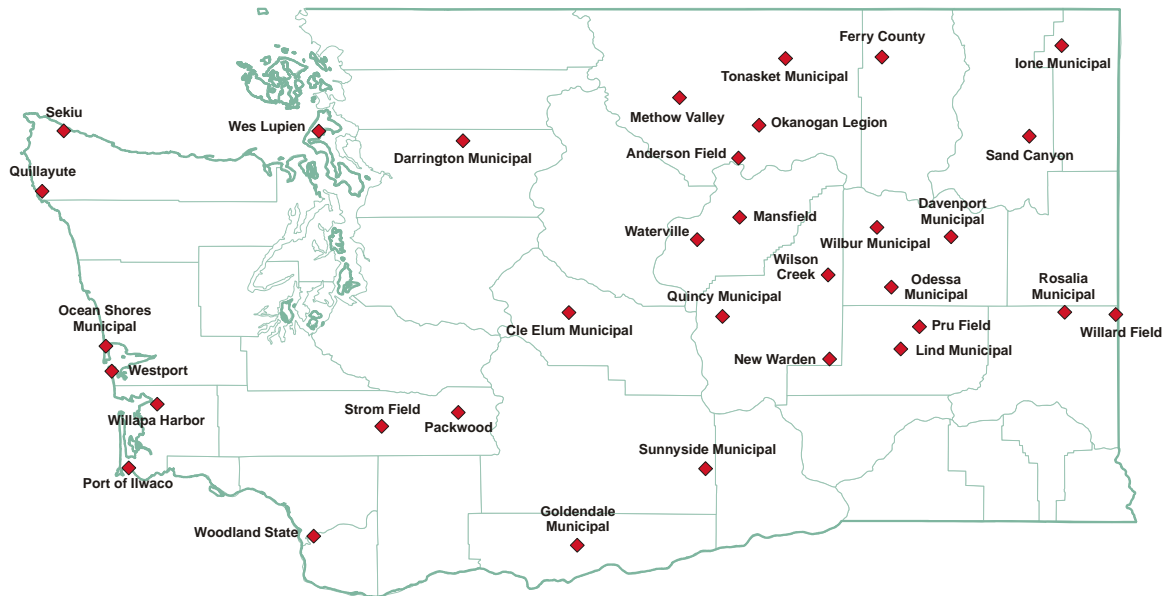 Ferry County
Ione Municipal
Tonasket Municipal
Sekiu
Wes Lupien
Methow Valley
Okanogan Legion
Darrington Municipal
Anderson Field
Sand Canyon
Quillayute
Davenport
Municipal
Mansfield
Waterville
Wilbur Municipal
Wilson
Creek
Odessa
Municipal
Rosalia
Municipal
Quincy Municipal
Ocean Shores
Municipal
Cle Elum Municipal
Pru Field
Willard Field
Lind Municipal
New Warden
Westport
Willapa Harbor
Strom Field
Packwood
Sunnyside Municipal
Port of Ilwaco
Goldendale
Municipal
Woodland State